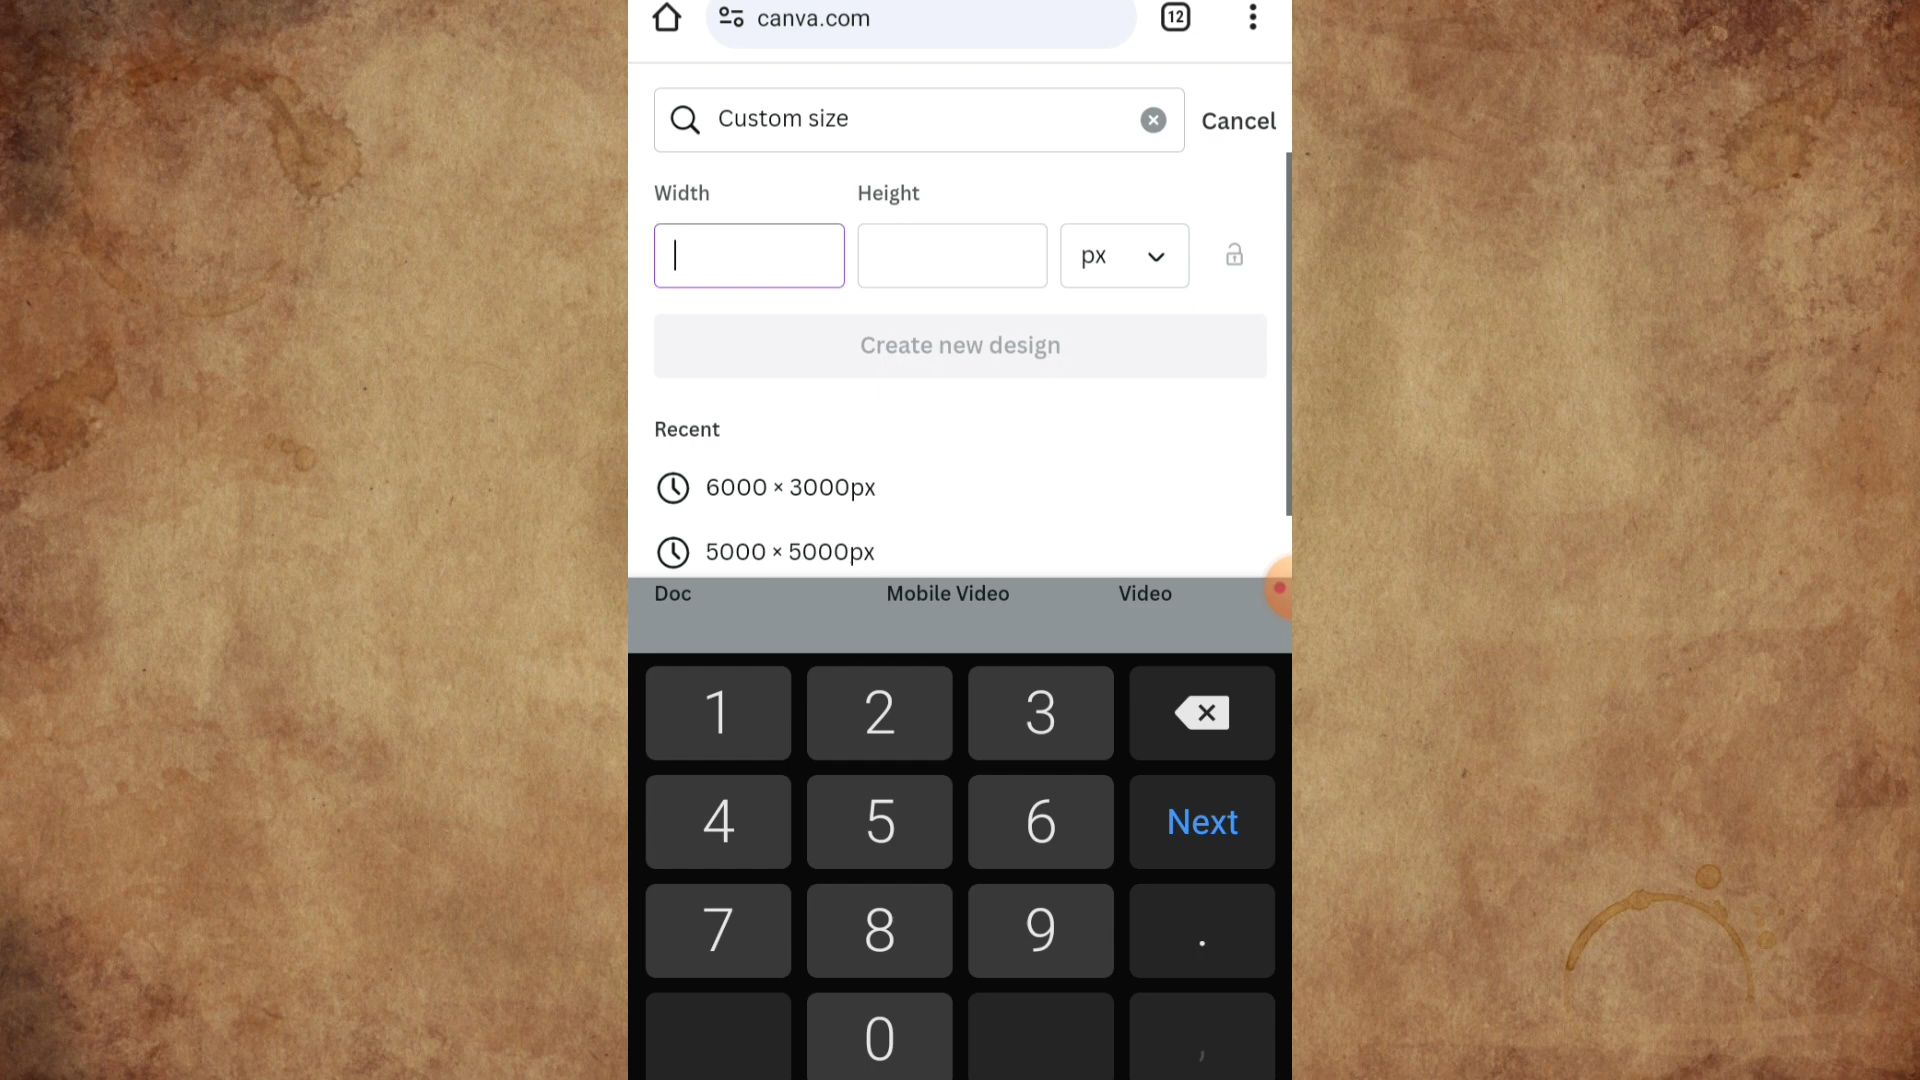 canva.com
12
Custom size
Cancel
Width
Height
px
Create new design
Recent
6000 × 3000px
5000 × 5000px
Doc
Mobile Video
Video
1 2 3
4 5 6 Next
7 8 9 .
0 ,